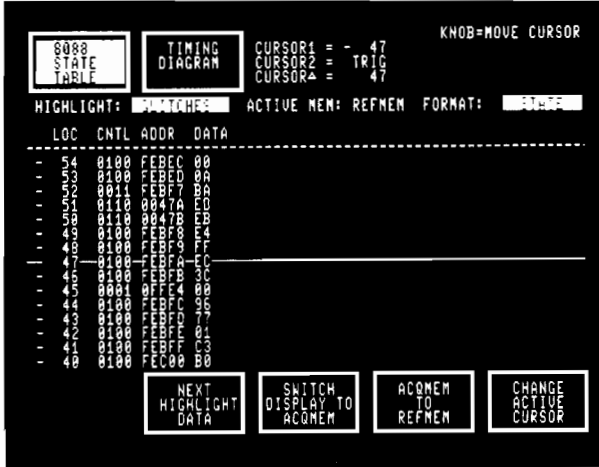 KNOB=MOVE CURSOR
8088
STATE
TABLE
TIMING
DIAGRAM
CURSOR1 = - 47
CURSOR2 = TRIG
CURSOR▵ = 47
HIGHLIGHT: SWITCHES ACTIVE MEM: REFMEM FORMAT: STATE
LOC CNTL ADDR DATA
- 54 0100 FEBEC 00
- 53 0100 FEBED 0A
- 52 0011 FEBF7 BA
- 51 0110 0047A ED
- 50 0110 0047B EB
- 49 0100 FEBF8 E4
- 48 0100 FEBF9 FF
- 47 0100 FEBFA EC
- 46 0100 FEBFB 3C
- 45 0001 0FFE4 00
- 44 0100 FEBFC 96
- 43 0100 FEBFD 77
- 42 0100 FEBFE 01
- 41 0100 FEBFF C3
- 40 0100 FEC00 B0
NEXT
HIGHLIGHT
DATA
SWITCH
DISPLAY TO
ACQMEM
ACQMEM
TO
REFMEM
CHANGE
ACTIVE
CURSOR